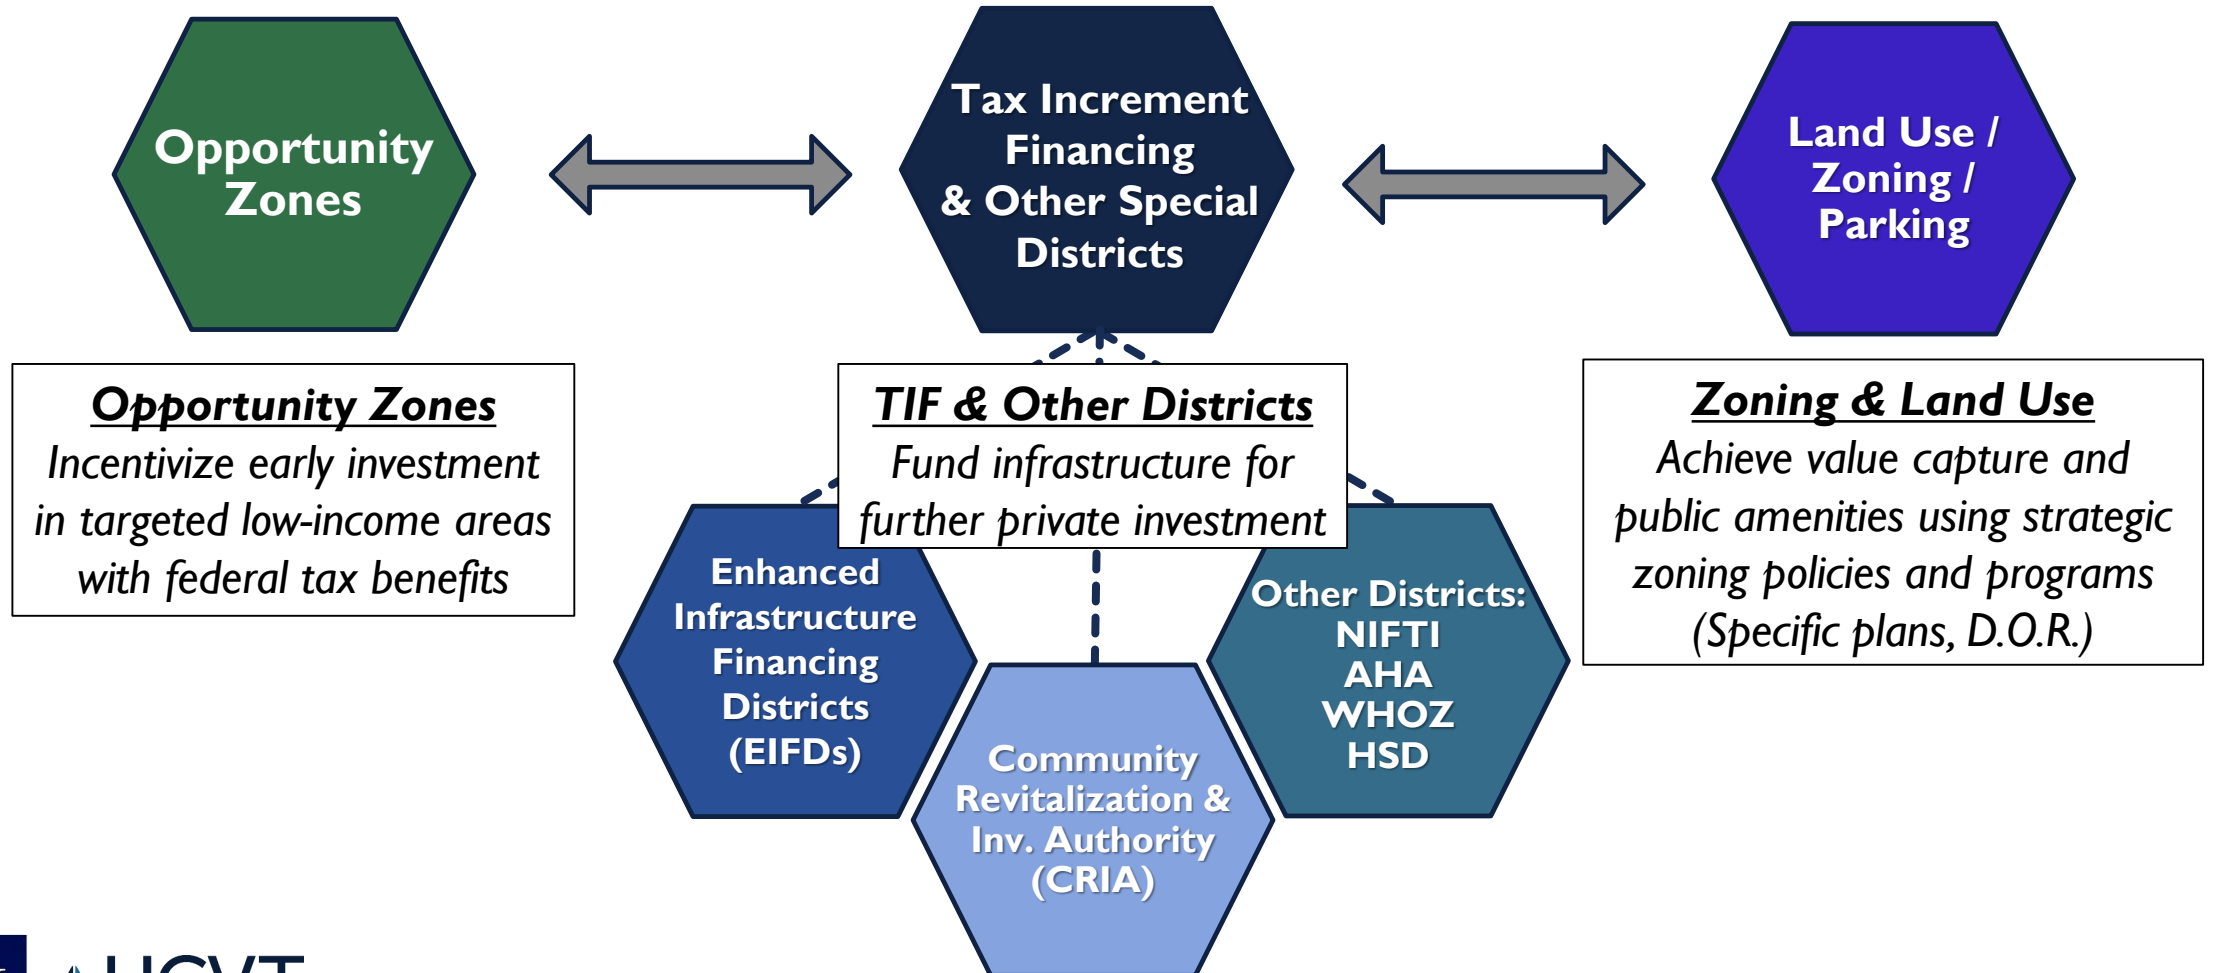 Opportunity
Zones
Tax Increment
Financing
& Other Special
Districts
Land Use /
Zoning /
Parking
Opportunity Zones
Incentivize early investment
in targeted low-income areas
with federal tax benefits
TIF & Other Districts
Fund infrastructure for
further private investment
Zoning & Land Use
Achieve value capture and
public amenities using strategic
zoning policies and programs
(Specific plans, D.O.R.)
Enhanced
Infrastructure
Financing
Districts
(EIFDs)
Community
Revitalization &
Inv. Authority
(CRIA)
Other Districts:
NIFTI
AHA
WHOZ
HSD